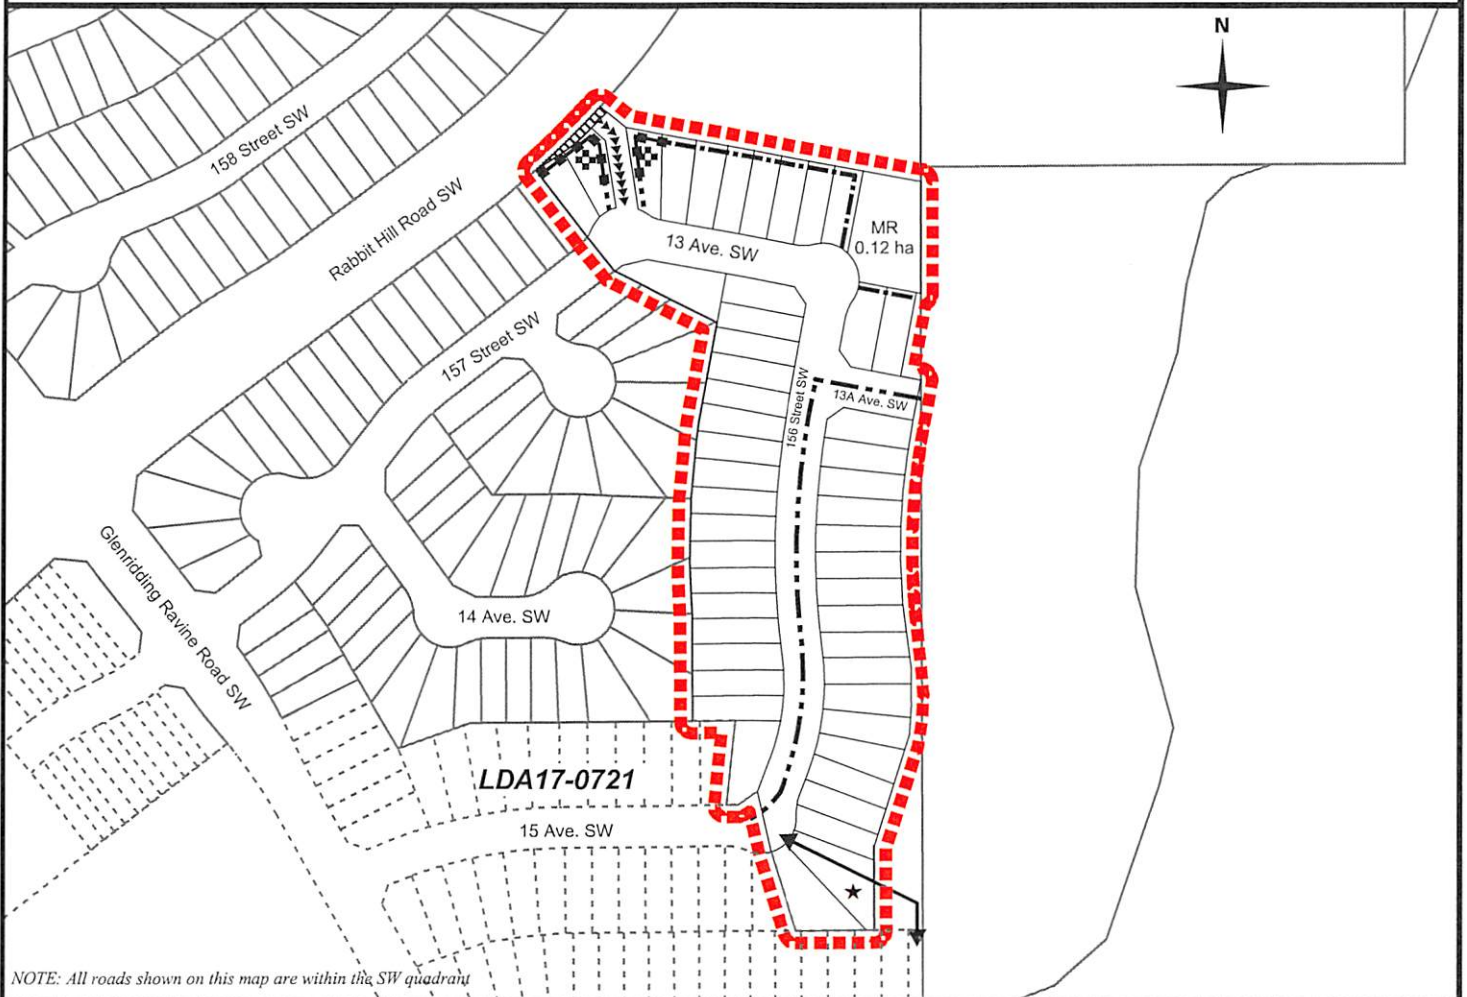 N
158 Street SW
Rabbit Hill Road SW
13 Ave. SW
MR
0.12 ha
157 Street SW
156 Street SW
13A Ave. SW
Glenridding Ravine Road SW
14 Ave. SW
LDA17-0721
15 Ave. SW
NOTE: All roads shown on this map are within the SW quadrant